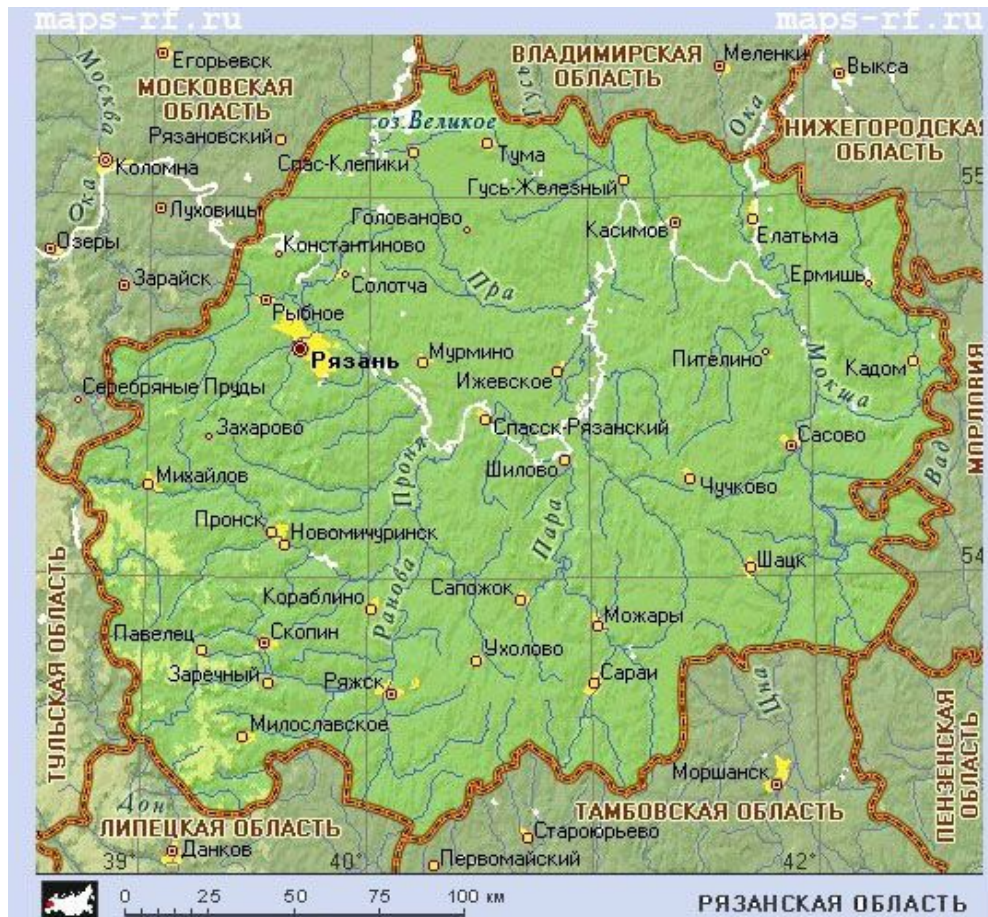 maps-rf.ru
maps-rf.ru
Егорьевск
МОСКОВСКАЯ
ОБЛАСТЬ
Москва
Рязановский
Коломна
Ока
Луховицы
Озеры
Зарайск
ВЛАДИМИРСКАЯ
ОБЛАСТЬ
Гусь
Меленки
Выкса
Ока
НИЖЕГОРОДСКАЯ
ОБЛАСТЬ
оз. Великое
Спас-Клепики
Тума
Гусь-Железный
55
Голованово
Касимов
Елатьма
Константиново
Солотча
Пра
Ермишь
Рыбное
Рязань
Мурмино
Ижевское
Пителино
Мокша
Кадом
МОРДОВИЯ
Серебряные Пруды
Захарово
Проня
Спасск-Рязанский
Сасово
Вад
Михайлов
Шилово
Чучково
Пронск
Новомичуринск
Пара
Шацк
54
ТУЛЬСКАЯ ОБЛАСТЬ
Кораблино
Ранова
Сапожок
Можары
Павелец
Скопин
Ухолово
Заречный
Ряжск
Сараи
Цна
Милославское
Моршанск
ПЕНЗЕНСКАЯ
ОБЛАСТЬ
Дон
ЛИПЕЦКАЯ ОБЛАСТЬ
ТАМБОВСКАЯ ОБЛАСТЬ
Данков
Староюрьево
Первомайский
39°
40°
42°
0 25 50 75 100 км
РЯЗАНСКАЯ ОБЛАСТЬ